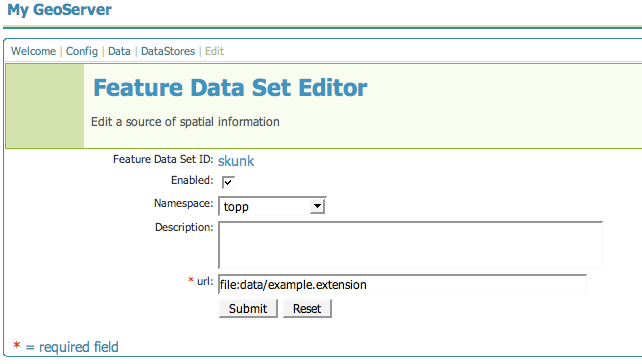 My GeoServer
Welcome | Config | Data | DataStores | Edit
Feature Data Set Editor
Edit a source of spatial information
Feature Data Set ID: skunk
Enabled:
Namespace: topp
Description:
* url: file:data/example.extension
Submit Reset
* = required field